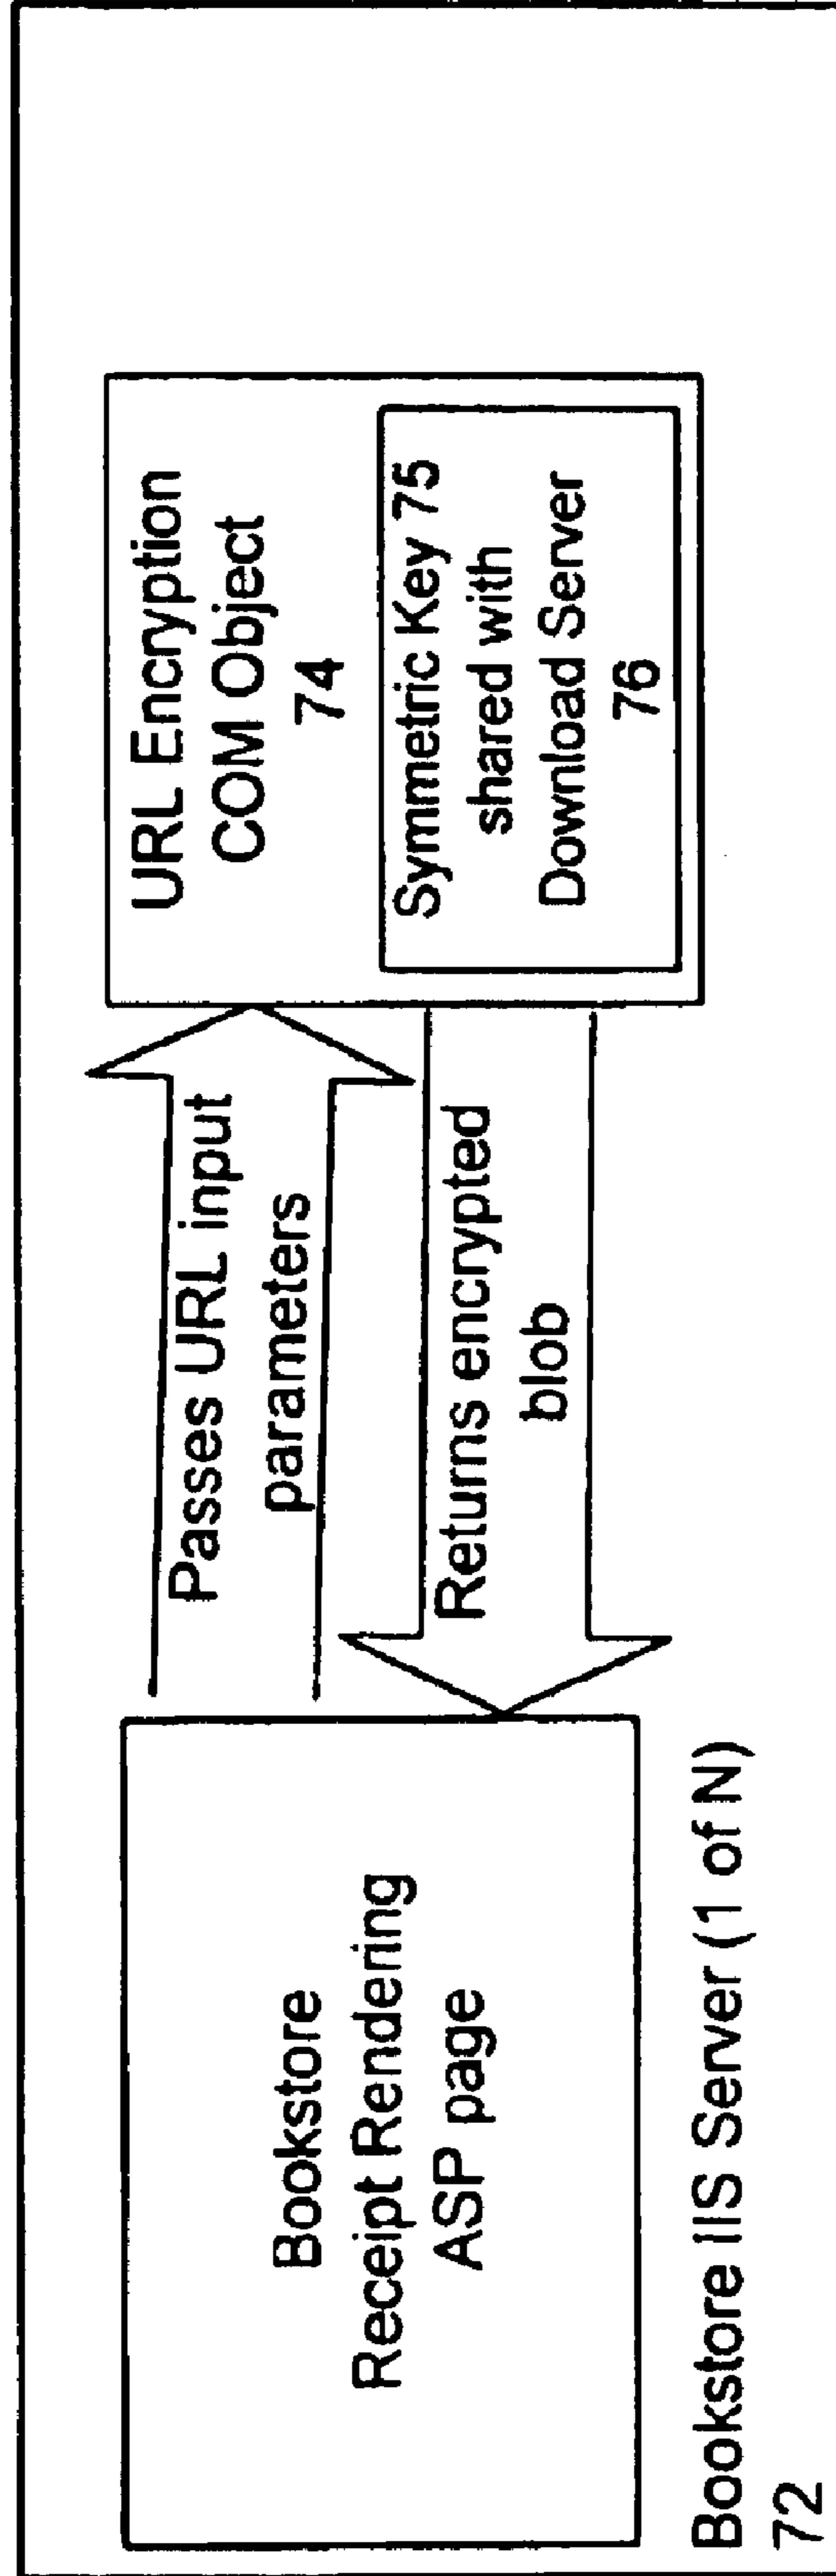 Bookstore
Receipt Rendering
ASP page
Passes URL input
parameters
Returns encrypted
blob
URL Encryption
COM Object
74
Symmetric Key 75
shared with
Download Server
76
Bookstore IIS Server (1 of N)
72